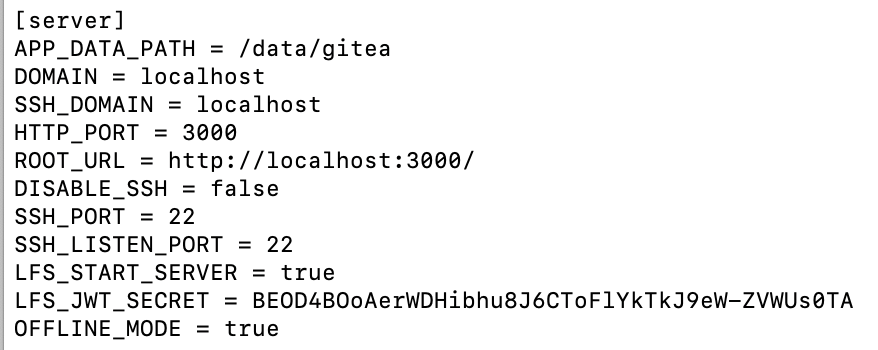 [server]
APP_DATA_PATH = /data/gitea
DOMAIN = localhost
SSH_DOMAIN = localhost
HTTP_PORT = 3000
ROOT_URL = http://localhost:3000/
DISABLE_SSH = false
SSH_PORT = 22
SSH_LISTEN_PORT = 22
LFS_START_SERVER = true
LFS_JWT_SECRET = BEOD4BOoAerWDHibhu8J6CToFlYkTkJ9eW-ZVWUs0TA
OFFLINE_MODE = true